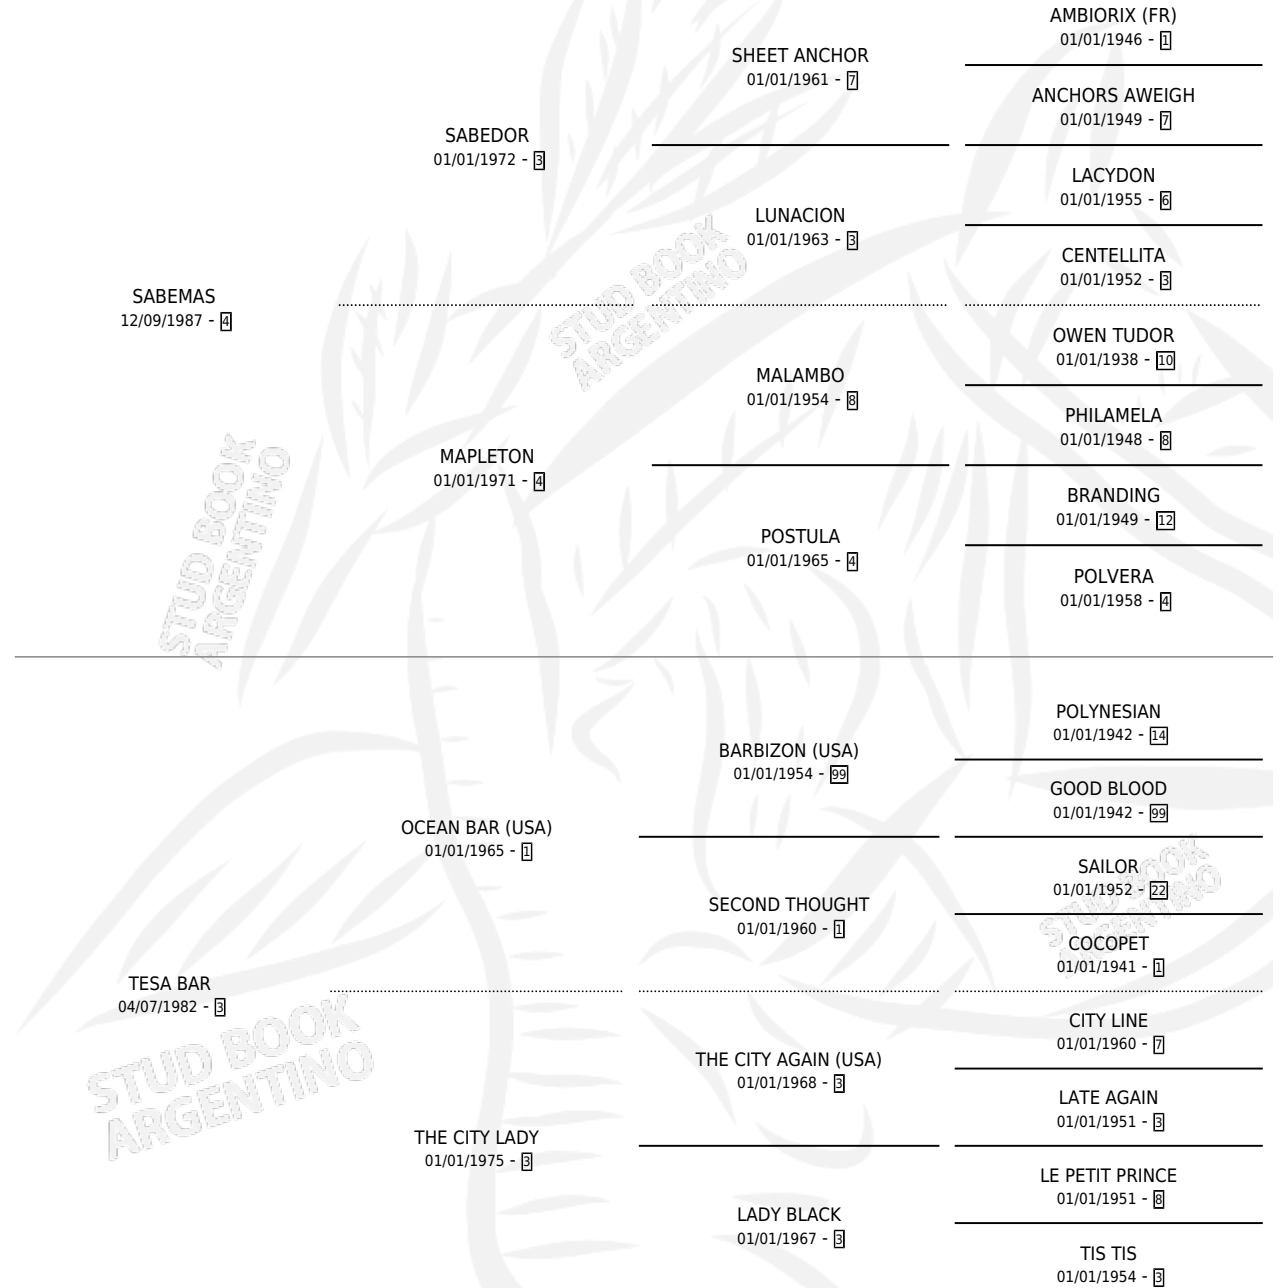 AMBIORIX (FR)
01/01/1946 - 1
SHEET ANCHOR
01/01/1961 - 7
ANCHORS AWEIGH
01/01/1949 - 7
SABEDOR
01/01/1972 - 3
LACYDON
01/01/1955 - 6
LUNACION
01/01/1963 - 3
CENTELLITA
01/01/1952 - 3
SABEMAS
12/09/1987 - 4
STUD BOOK
ARGENTINO
OWEN TUDOR
01/01/1938 - 10
MALAMBO
01/01/1954 - 8
PHILAMELA
01/01/1948 - 8
MAPLETON
01/01/1971 - 4
BRANDING
01/01/1949 - 12
POSTULA
01/01/1965 - 4
POLVERA
01/01/1958 - 4
STUD BOOK
ARGENTINO
POLYNESIAN
01/01/1942 - 14
BARBIZON (USA)
01/01/1954 - 99
GOOD BLOOD
01/01/1942 - 99
OCEAN BAR (USA)
01/01/1965 - 1
SAILOR
01/01/1952 - 22
SECOND THOUGHT
01/01/1960 - 1
STUD BOOK
ARGENTINO
COCOPET
01/01/1941 - 1
TESA BAR
04/07/1982 - 3
CITY LINE
01/01/1960 - 7
THE CITY AGAIN (USA)
01/01/1968 - 3
STUD BOOK
ARGENTINO
LATE AGAIN
01/01/1951 - 3
THE CITY LADY
01/01/1975 - 3
LE PETIT PRINCE
01/01/1951 - 8
LADY BLACK
01/01/1967 - 3
TIS TIS
01/01/1954 - 3